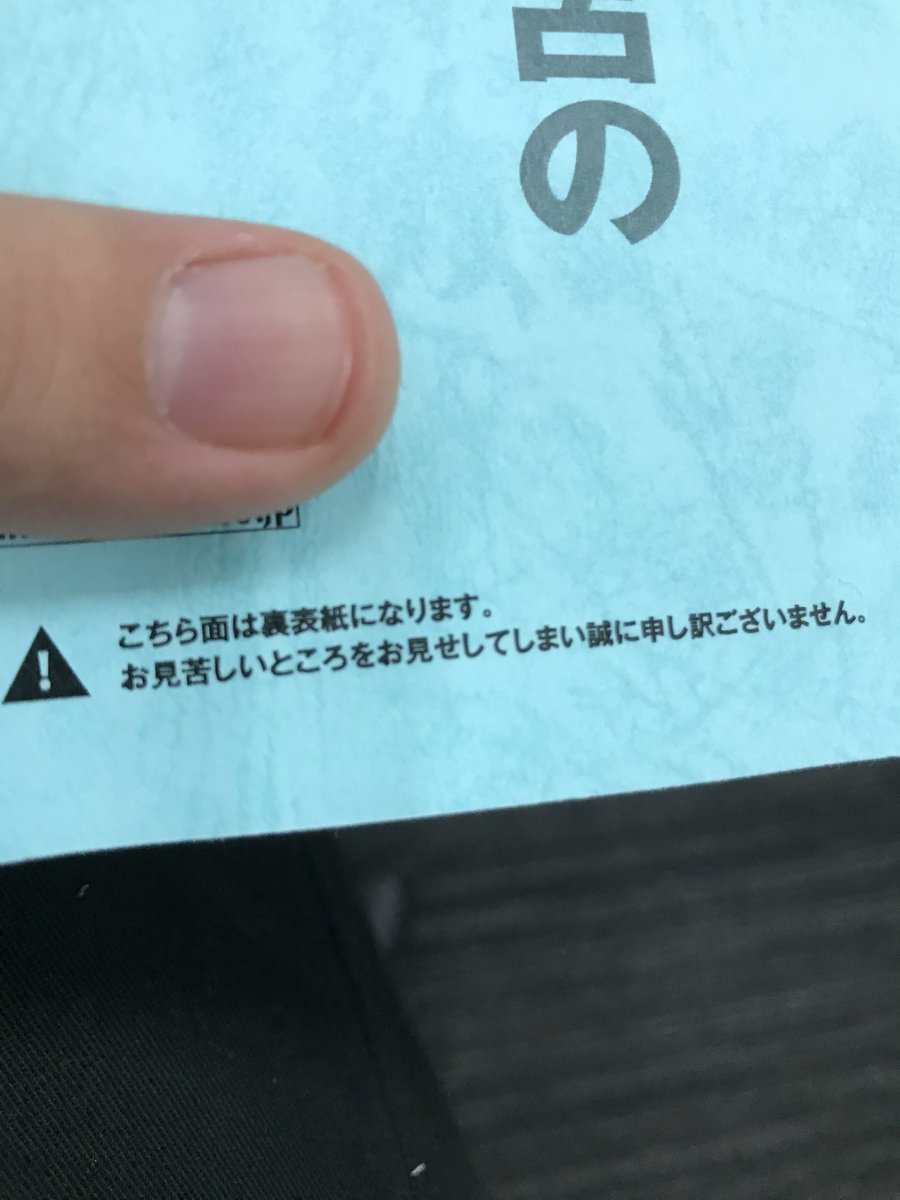 の
こちら面は裏表紙になります。
お見苦しいところをお見せしてしまい誠に申し訳ございません。